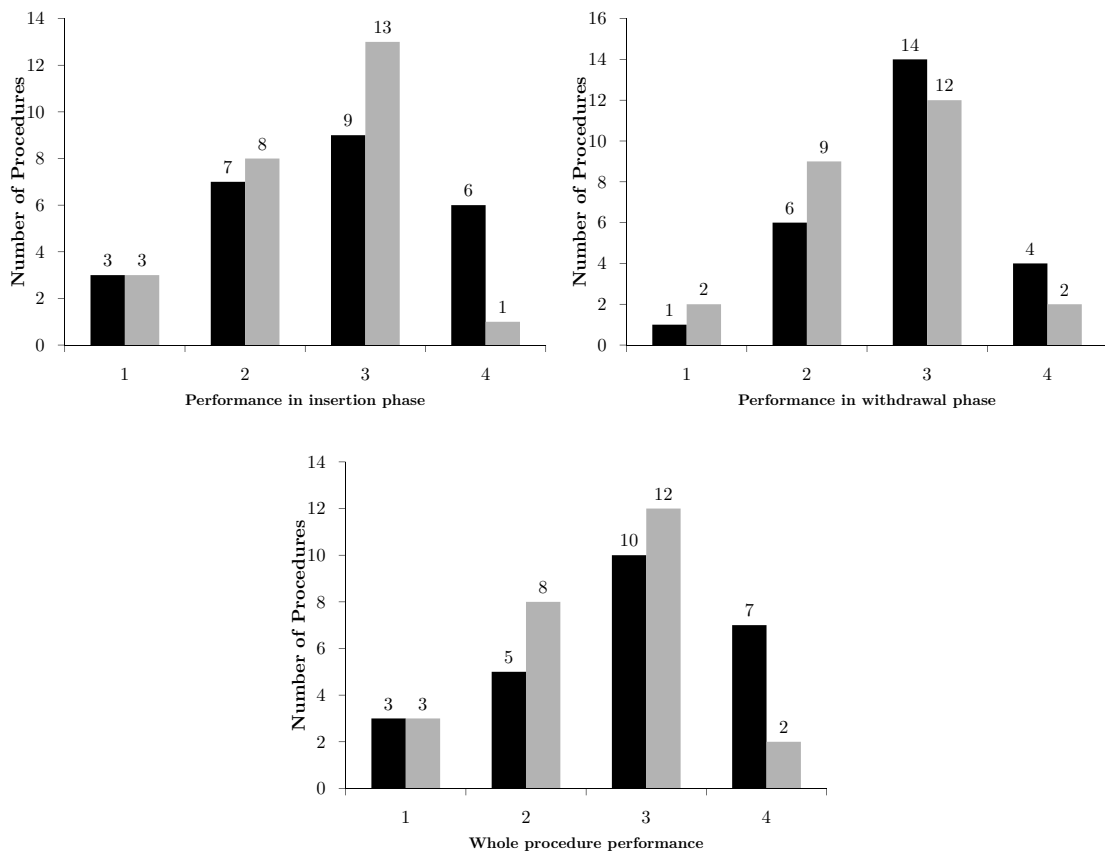 14
12
10
8
6
4
2
0
Number of Procedures
3 3 7 8 9 13 6 1
1 2 3 4
Performance in insertion phase
16
14
12
10
8
6
4
2
0
Number of Procedures
1 2 6 9 14 12 4 2
1 2 3 4
Performance in withdrawal phase
14
12
10
8
6
4
2
0
Number of Procedures
3 3 5 8 10 12 7 2
1 2 3 4
Whole procedure performance